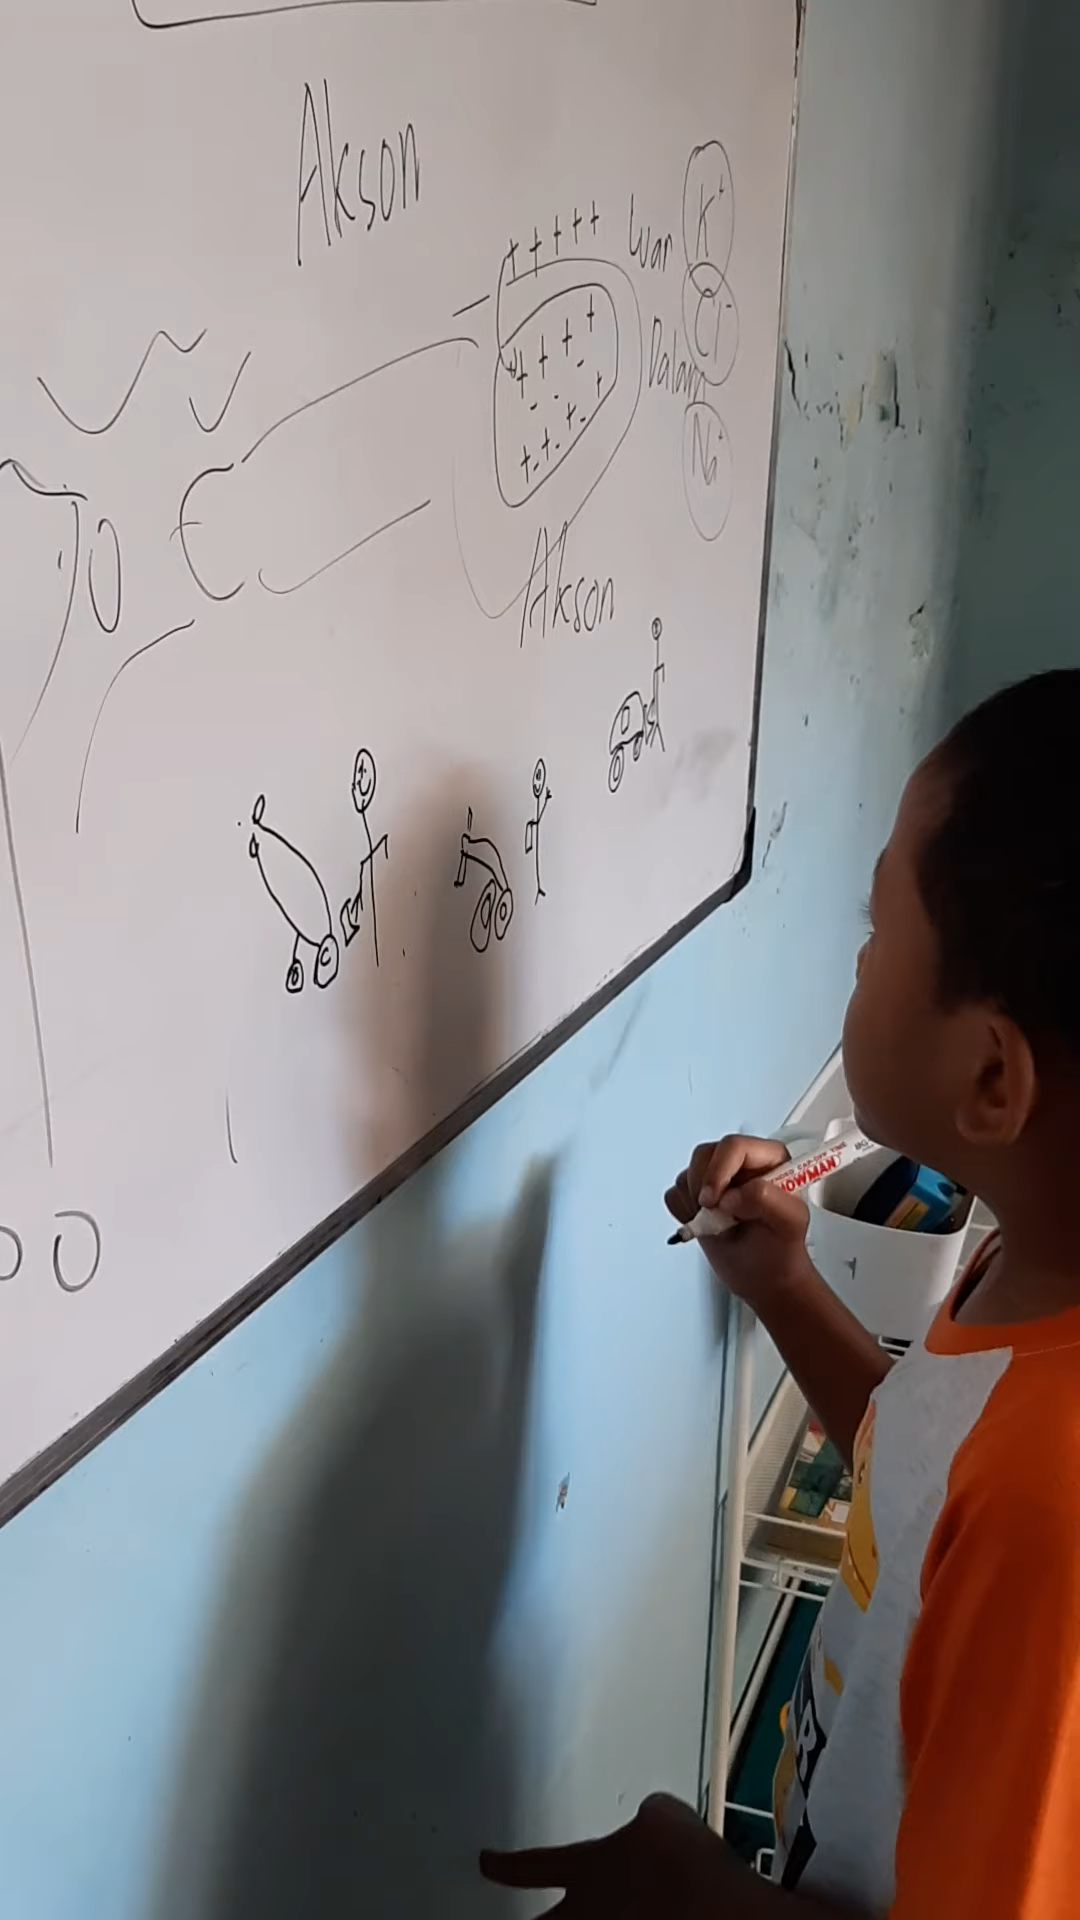 Akson
+ + + + +
Luar
K+
Cl-
Dalam
Na+
Akson
SNOWMAN